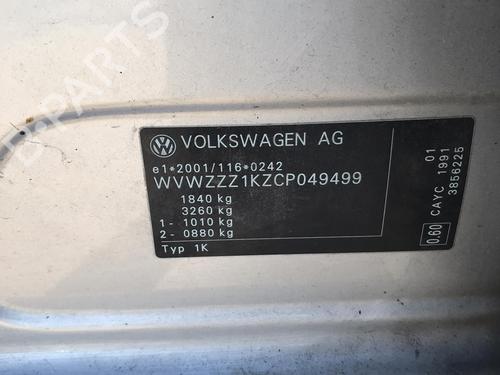 B-PARTS
VOLKSWAGEN AG
e1*2001/116*0242
WVWZZZ1KZCP049499
1840 kg
3260 kg
1 - 1010 kg
2 - 0880 kg
Typ 1K
0.60
CAYC 1991
01
3856225